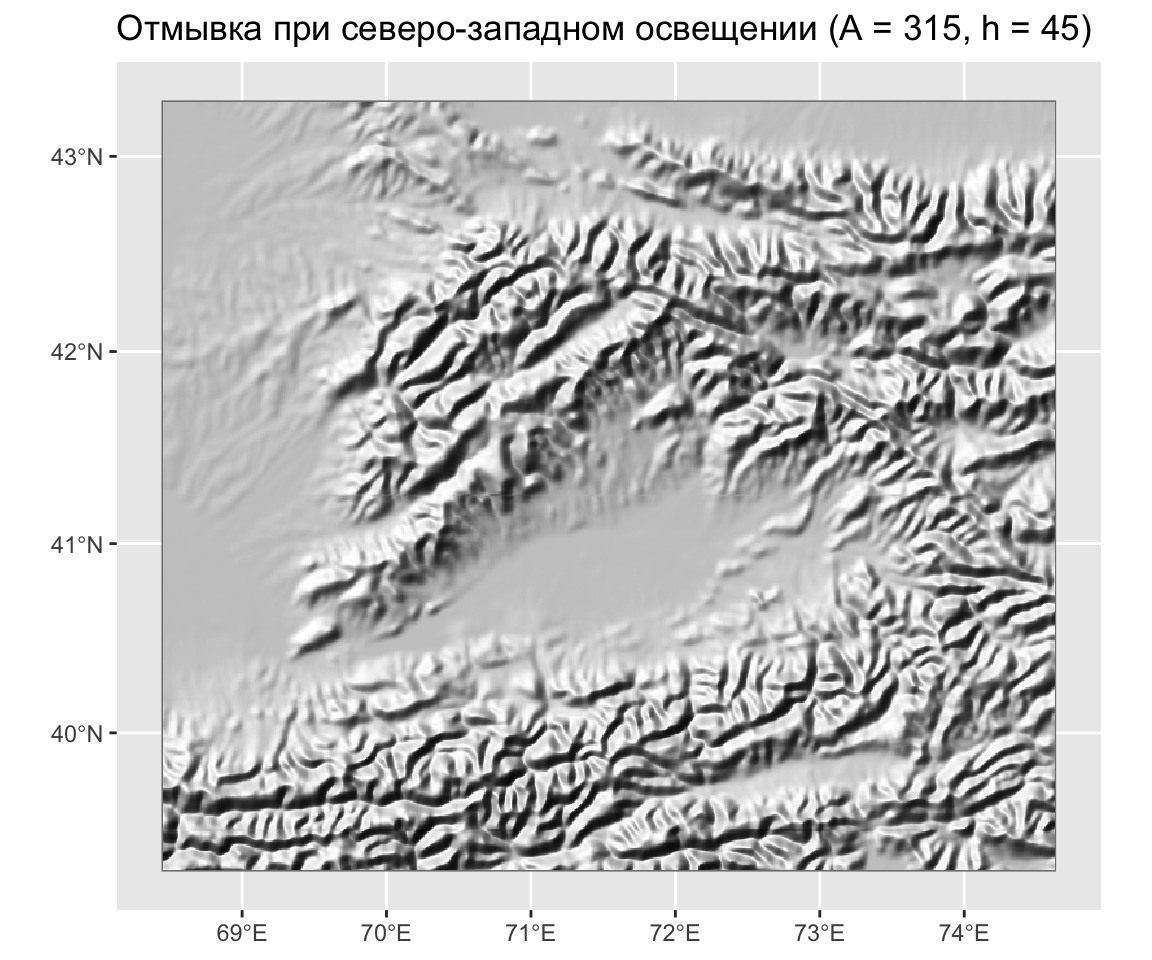 Отмывка при северо-западном освещении (A = 315, h = 45)
43°N
42°N
41°N
40°N
69°E 70°E 71°E 72°E 73°E 74°E